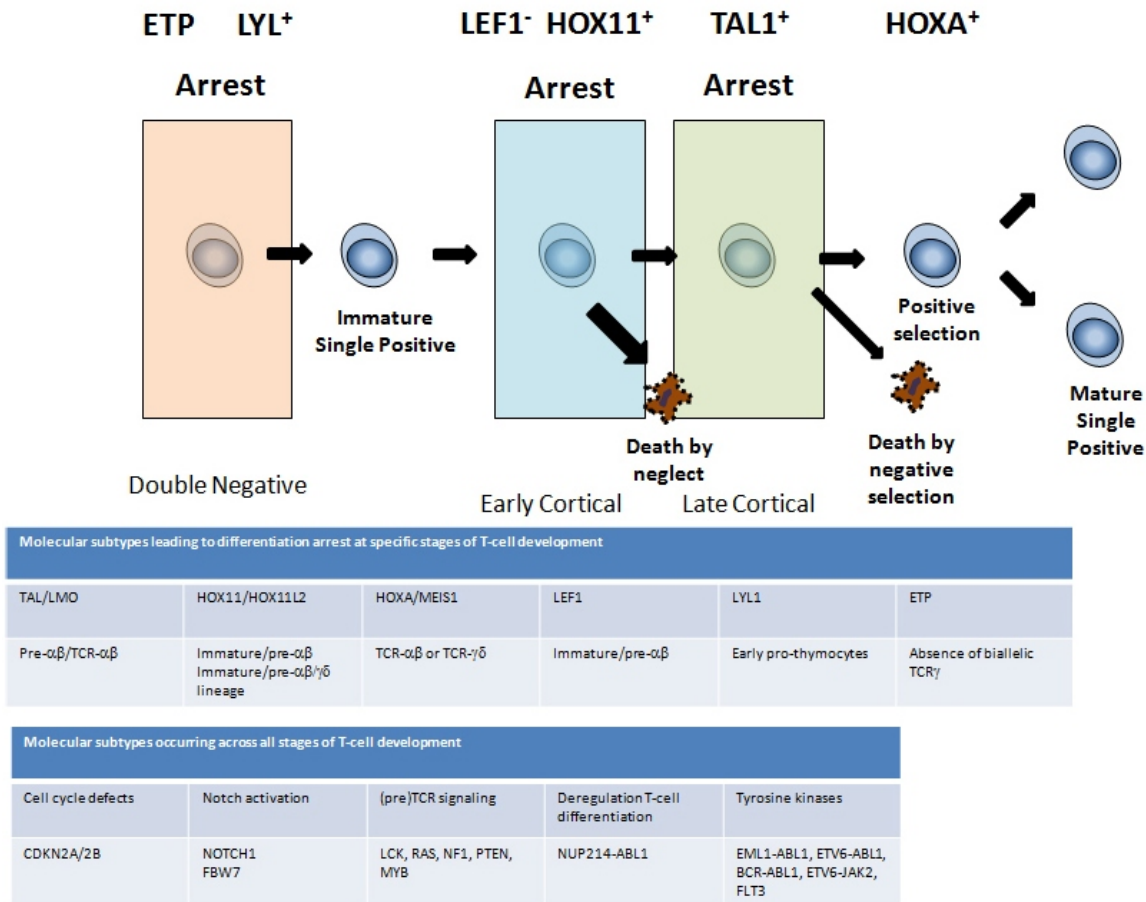 ETP LYL⁺ LEF1⁻ HOX11⁺ TAL1⁺ HOXA⁺
Arrest Arrest Arrest
Immature
Single Positive
Positive
selection
Mature
Single
Positive
Death by
neglect
Death by
negative
selection
Double Negative
Early Cortical Late Cortical
Molecular subtypes leading to differentiation arrest at specific stages of T-cell development
TAL/LMO HOX11/HOX11L2 HOXA/MEIS1 LEF1 LYL1 ETP
Pre-αβ/TCR-αβ Immature/pre-αβ TCR-αβ or TCR-γδ Immature/pre-αβ Early pro-thymocytes Absence of biallelic
Immature/pre-αβ/γδ TCRγ
lineage
Molecular subtypes occurring across all stages of T-cell development
Cell cycle defects Notch activation (pre)TCR signaling Deregulation T-cell Tyrosine kinases
differentiation
CDKN2A/2B NOTCH1 LCK, RAS, NF1, PTEN, NUP214-ABL1 EML1-ABL1, ETV6-ABL1,
FBW7 MYB BCR-ABL1, ETV6-JAK2,
FLT3